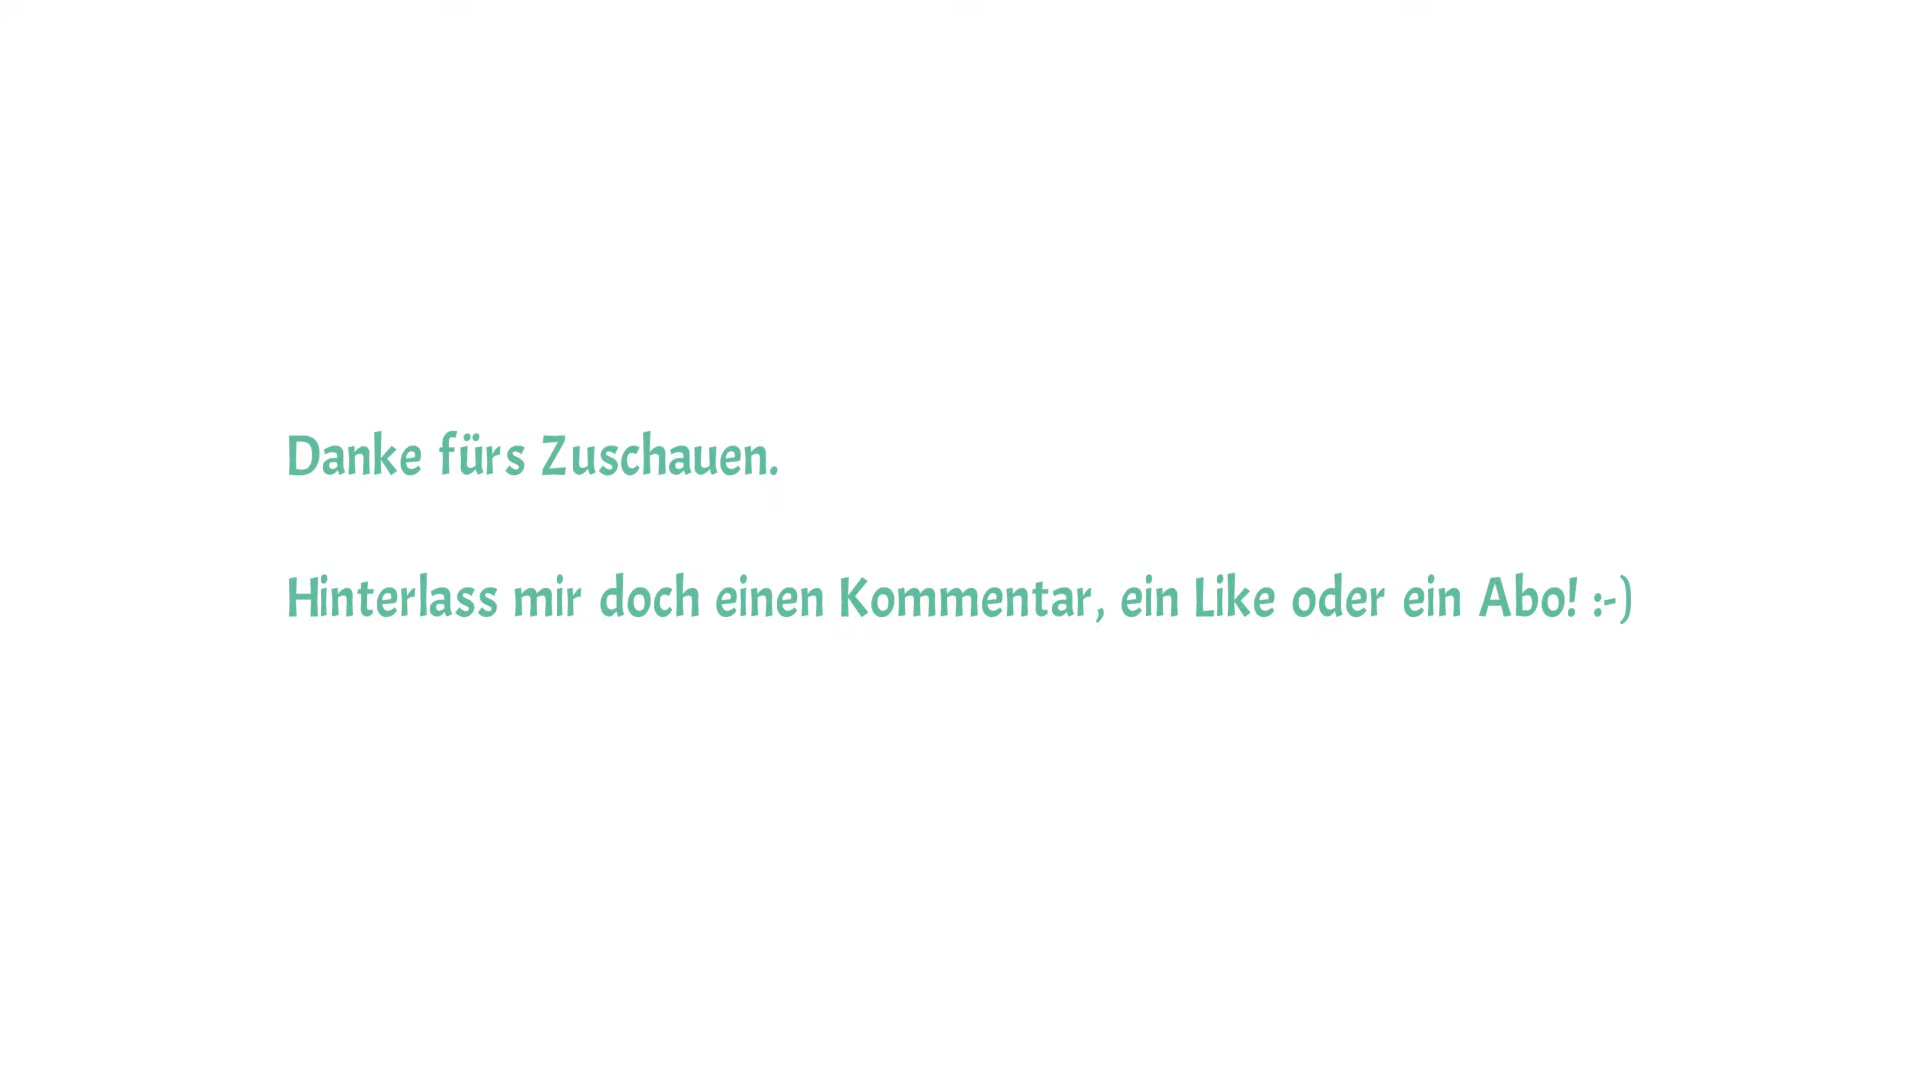 Danke fürs Zuschauen.
Hinterlass mir doch einen Kommentar, ein Like oder ein Abo! :-)